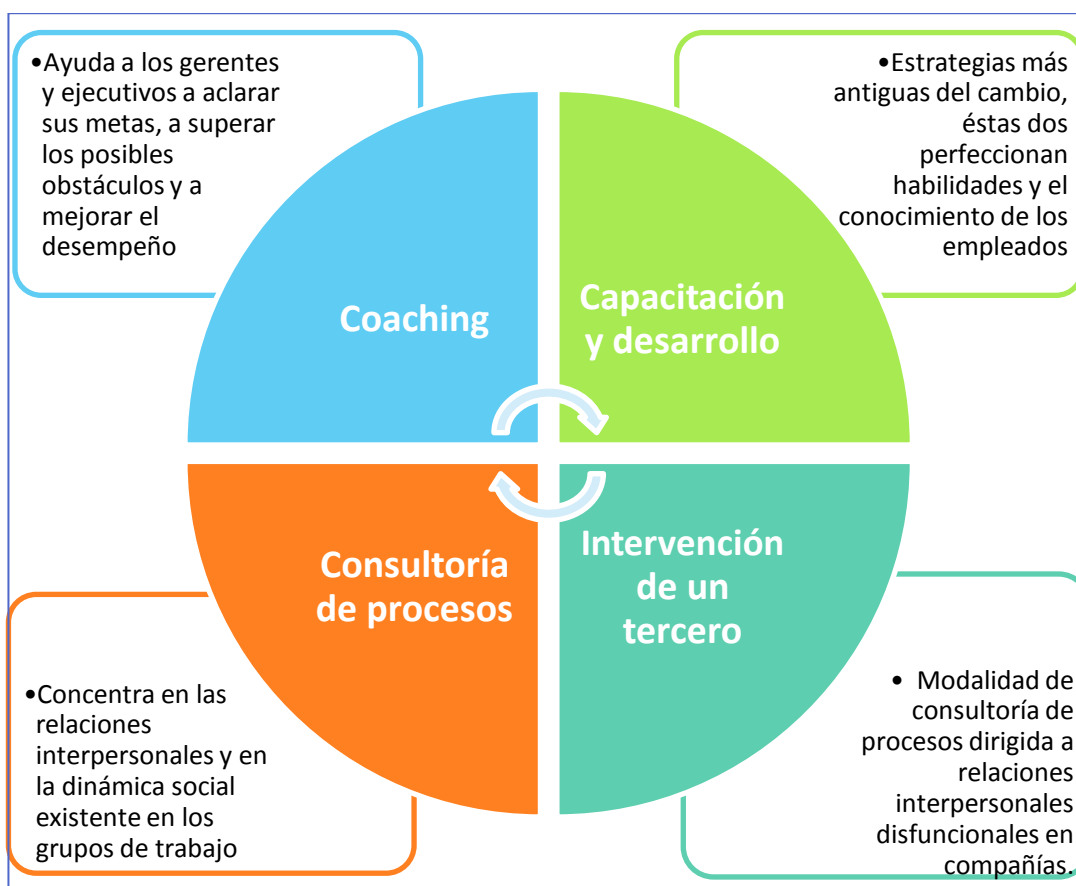 •Ayuda a los gerentes
y ejecutivos a aclarar
sus metas, a superar
los posibles
obstáculos y a
mejorar el
desempeño
•Estrategias más
antiguas del cambio,
éstas dos
perfeccionan
habilidades y el
conocimiento de los
empleados
Coaching
Capacitación
y desarrollo
Consultoría
de procesos
Intervención
de un
tercero
•Concentra en las
relaciones
interpersonales y en
la dinámica social
existente en los
grupos de trabajo
• Modalidad de
consultoría de
procesos dirigida a
relaciones
interpersonales
disfuncionales en
compañías.